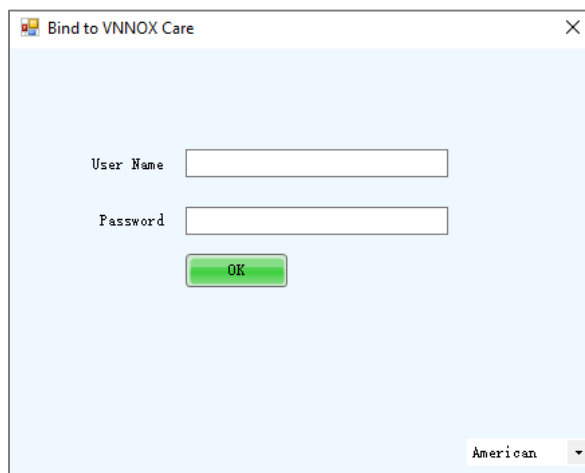 Bind to VNNOX Care
User Name
Password
OK
American